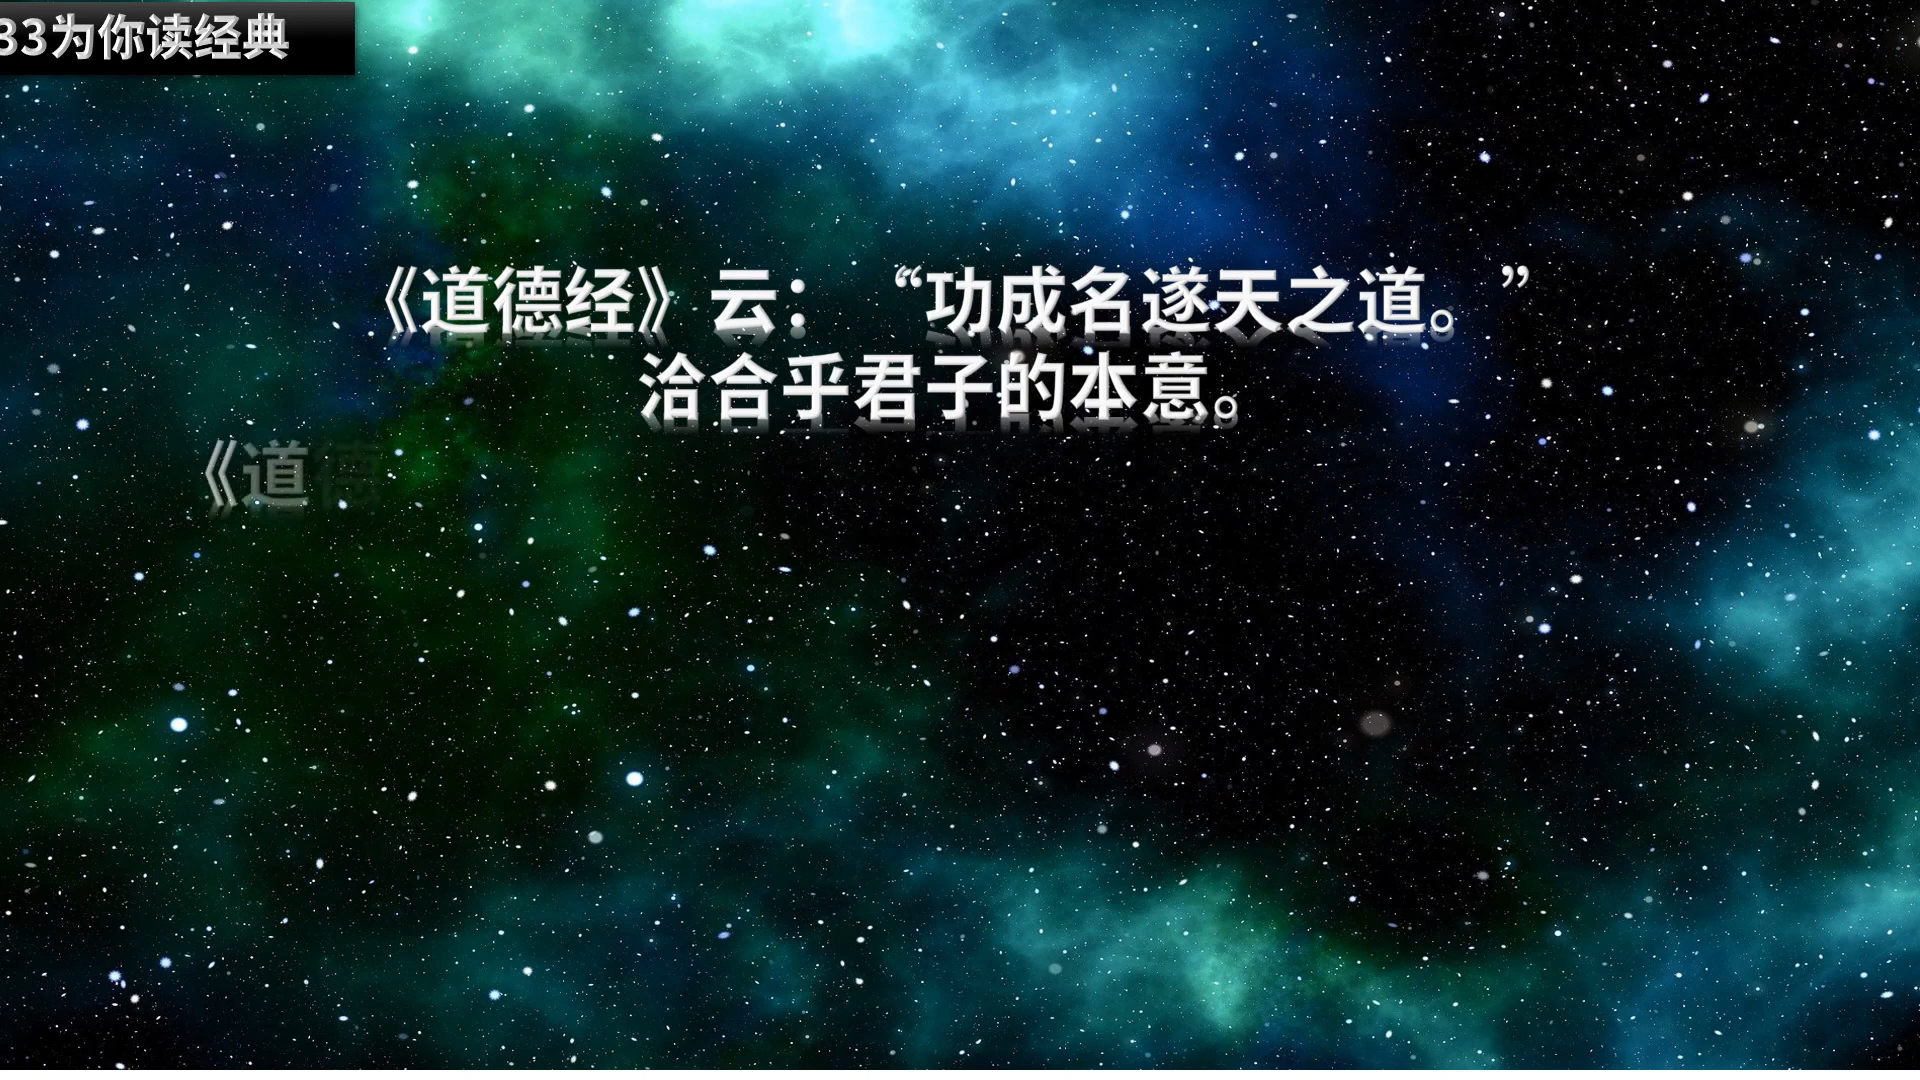 33为你读经典
《道德经》云：“功成名遂天之道。”
洽合乎君子的本意。
《道德